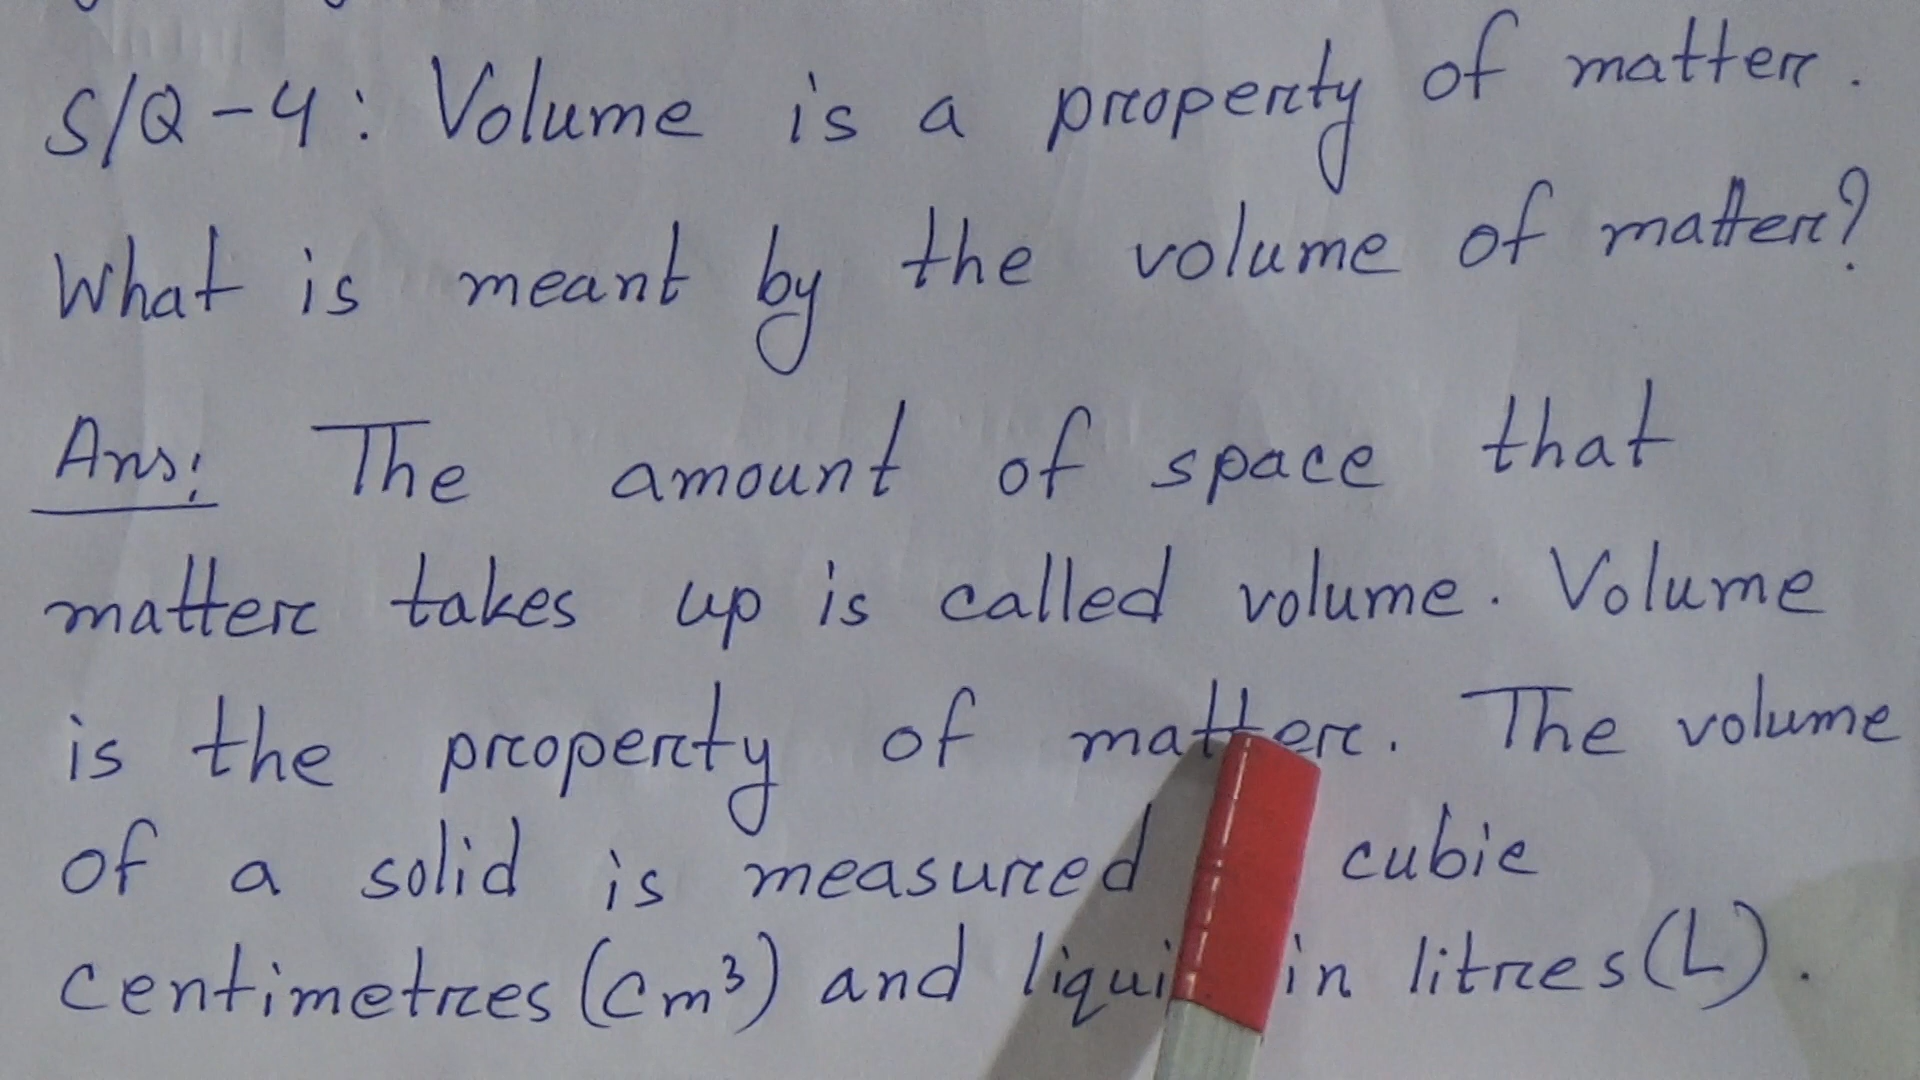 S/Q-4: Volume is a property of matter.
What is meant by the volume of matter?
Ans: The amount of space that
matter takes up is called volume. Volume
is the property of matter. The volume
of a solid is measured cubic
centimetres (cm³) and in litres (L).